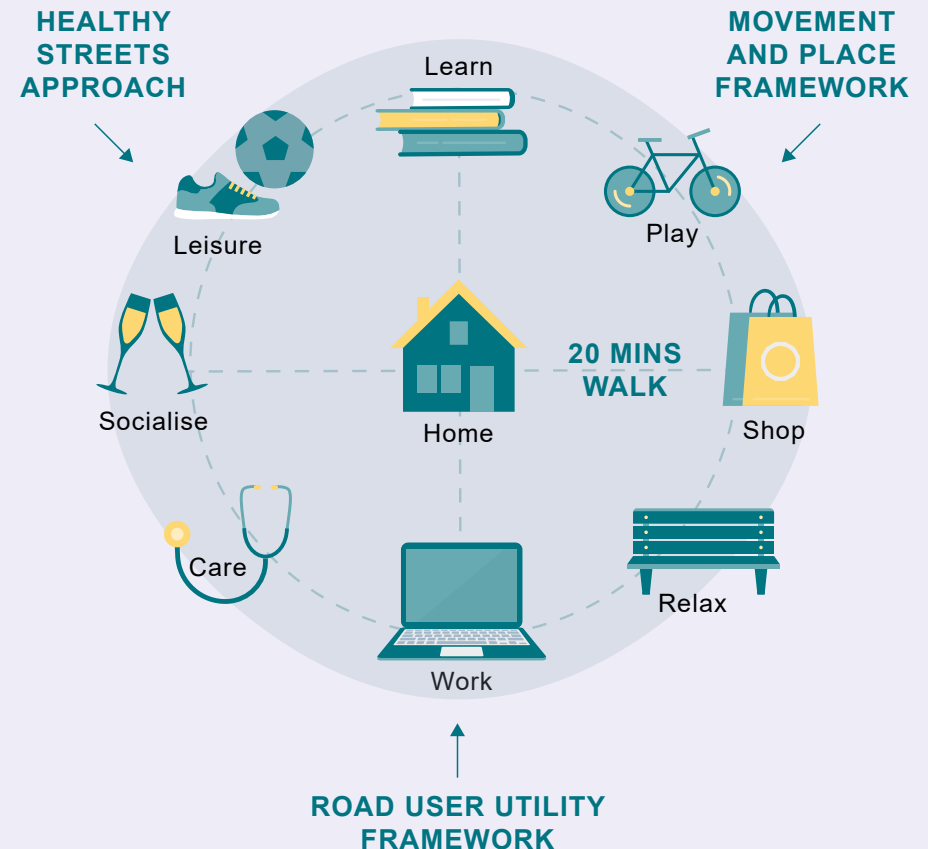 HEALTHY
STREETS
APPROACH
MOVEMENT
AND PLACE
FRAMEWORK
Learn
Leisure
Play
20 MINS
WALK
Socialise
Home
Shop
Care
Relax
Work
ROAD USER UTILITY
FRAMEWORK